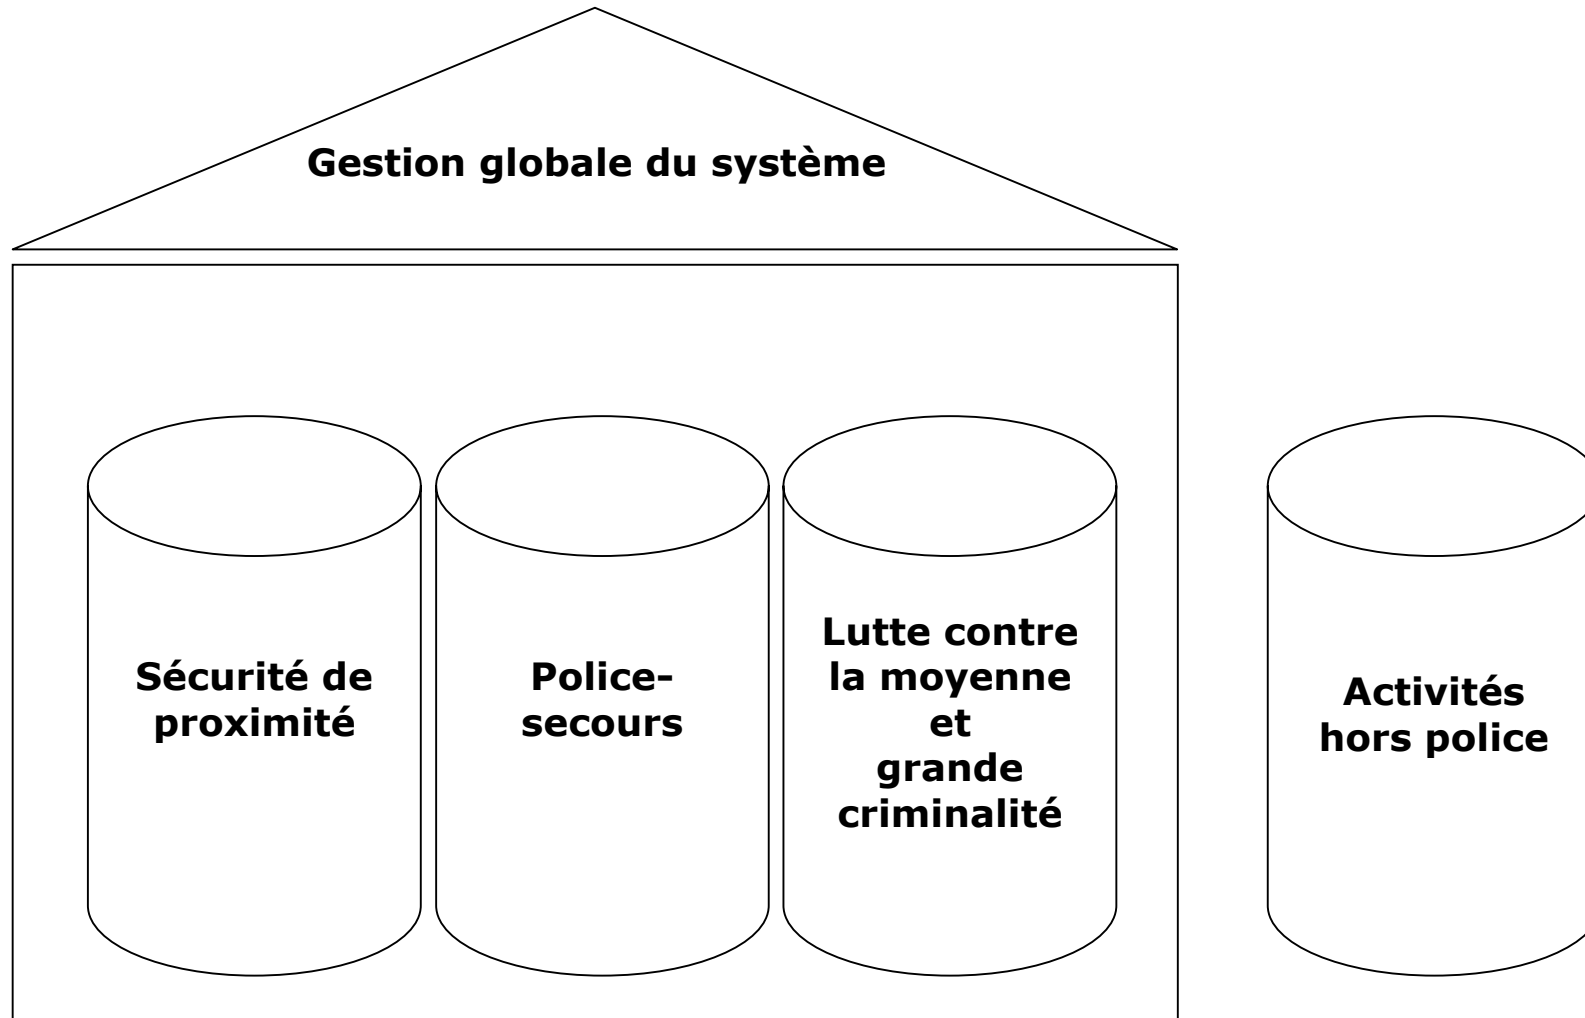 Gestion globale du système
Sécurité de
proximité
Police-
secours
Lutte contre
la moyenne
et
grande
criminalité
Activités
hors police